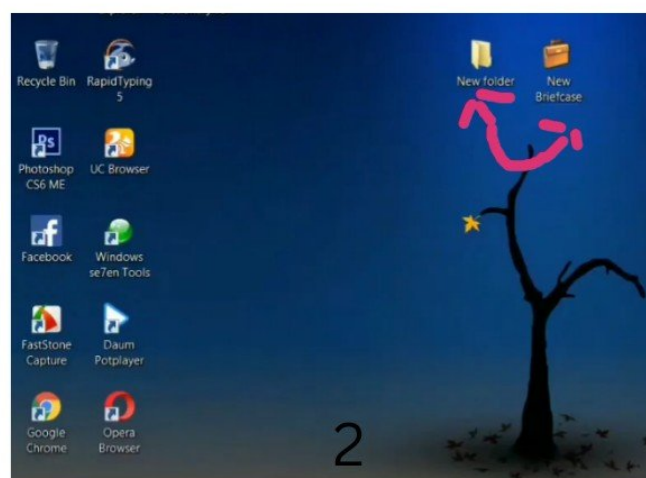 Recycle Bin
RapidTyping
5
New folder
New
Briefcase
Ps
Photoshop
CS6 ME
UC Browser
f
Facebook
Windows
se7en Tools
FastStone
Capture
Daum
Potplayer
Google
Chrome
Opera
Browser
2